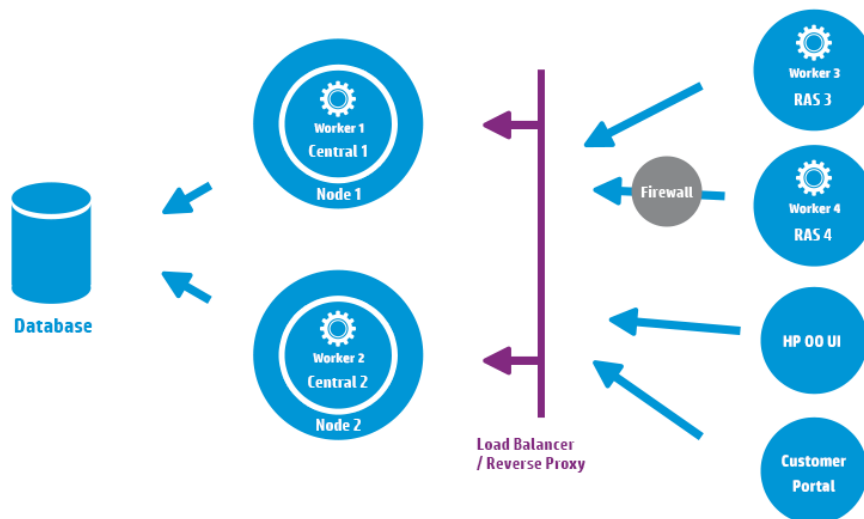 Worker 3
RAS 3
Worker 1
Central 1
Node 1
Firewall
Worker 4
RAS 4
Database
HP OO UI
Worker 2
Central 2
Node 2
Load Balancer
/ Reverse Proxy
Customer
Portal